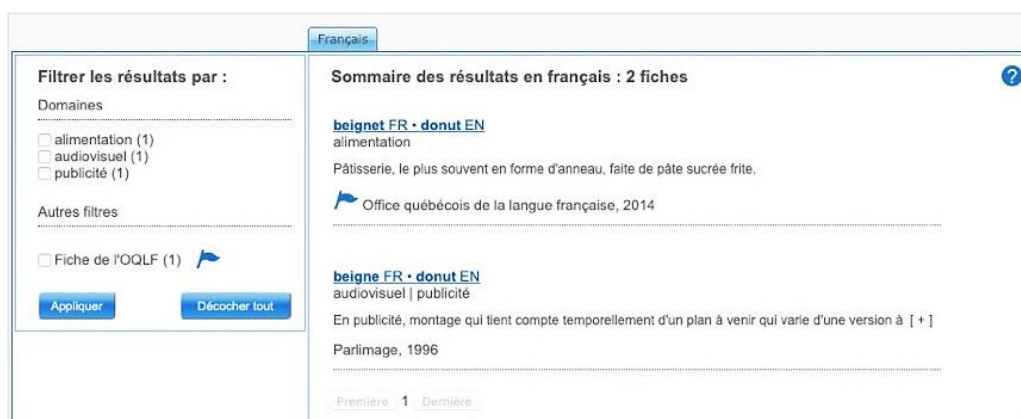 Français
Filtrer les résultats par :
Domaines
alimentation (1)
audiovisuel (1)
publicité (1)
Autres filtres
Fiche de l'OQLF (1)
Appliquer
Décocher tout
Sommaire des résultats en français : 2 fiches
?
beignet FR • donut EN
alimentation
Pâtisserie, le plus souvent en forme d'anneau, faite de pâte sucrée frite.
Office québécois de la langue française, 2014
beigne FR • donut EN
audiovisuel | publicité
En publicité, montage qui tient compte temporellement d'un plan à venir qui varie d'une version à [ + ]
Parlimage, 1996
Première 1 Dernière